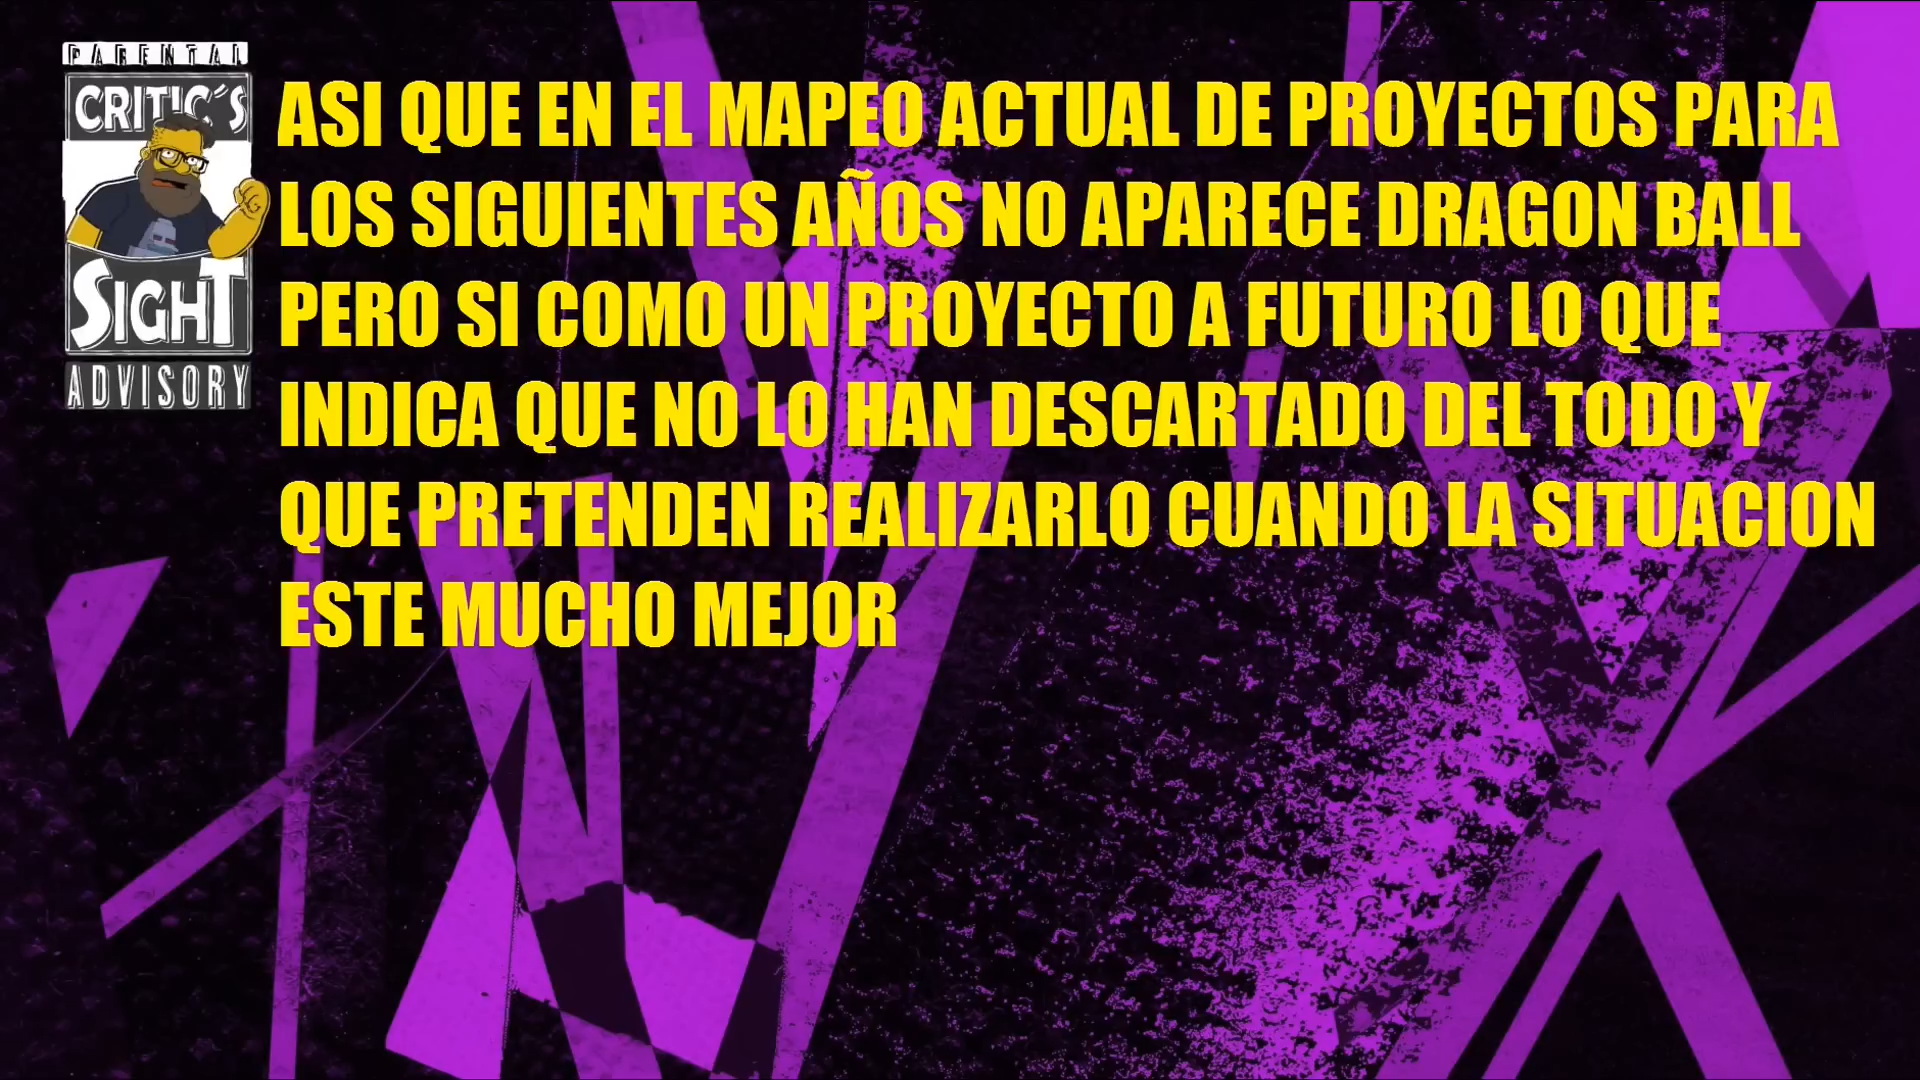 PARENTAL
CRITIC´S
SIGHT
ADVISORY
ASI QUE EN EL MAPEO ACTUAL DE PROYECTOS PARA
LOS SIGUIENTES AÑOS NO APARECE DRAGON BALL
PERO SI COMO UN PROYECTO A FUTURO LO QUE
INDICA QUE NO LO HAN DESCARTADO DEL TODO Y
QUE PRETENDEN REALIZARLO CUANDO LA SITUACION
ESTE MUCHO MEJOR